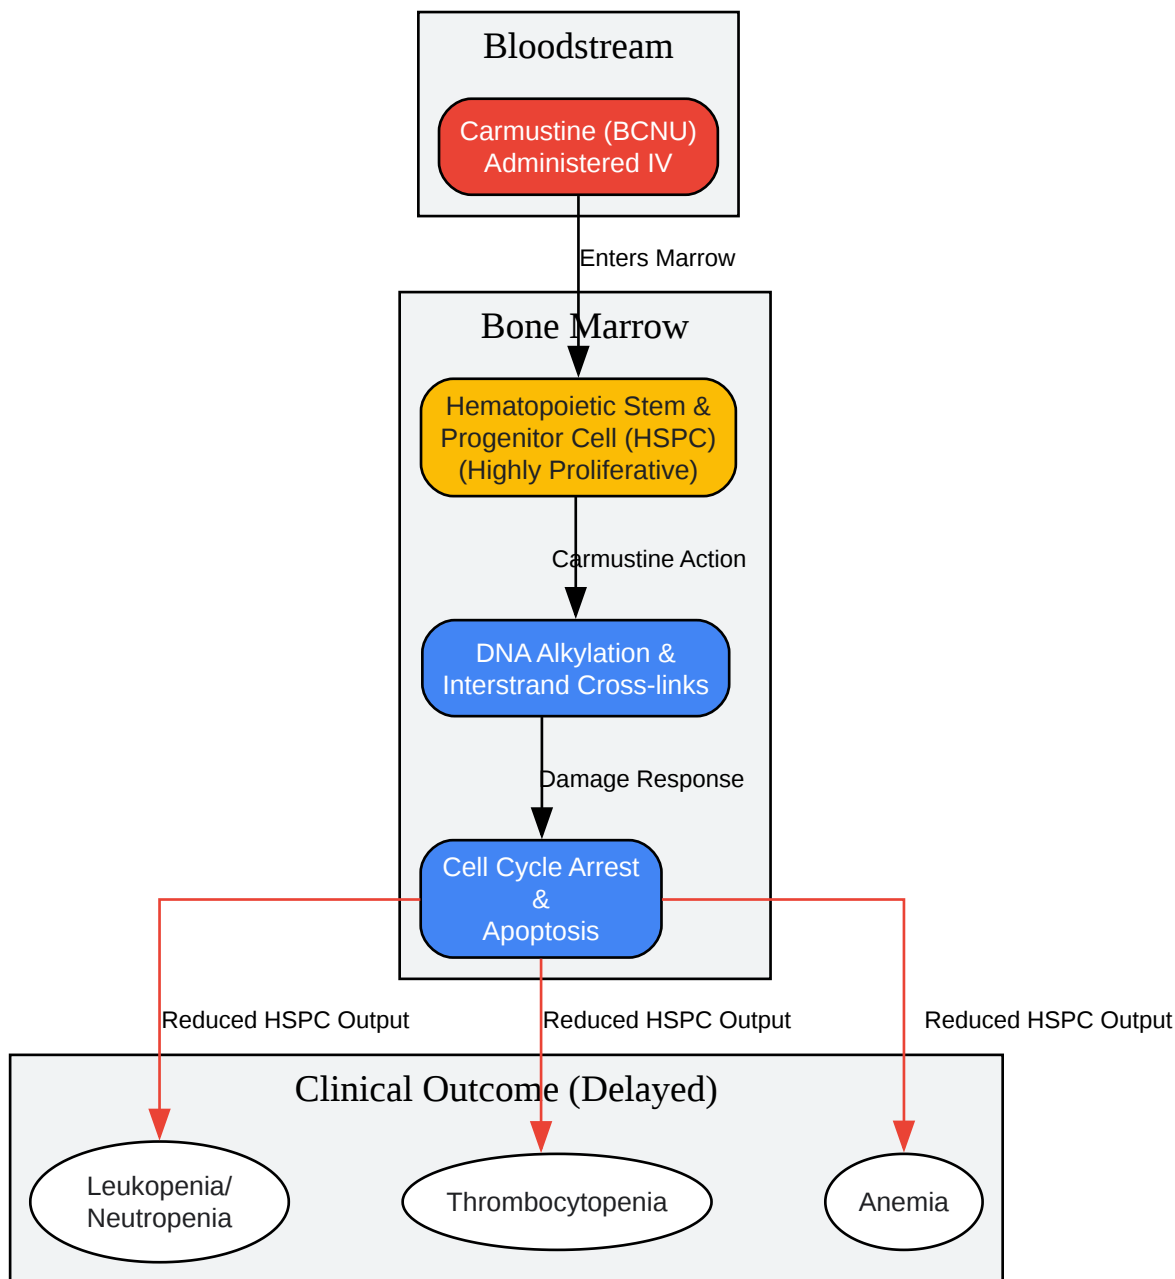 Bloodstream
Carmustine (BCNU)
Administered IV
Enters Marrow
Bone Marrow
Hematopoietic Stem &
Progenitor Cell (HSPC)
(Highly Proliferative)
Carmustine Action
DNA Alkylation &
Interstrand Cross-links
Damage Response
Cell Cycle Arrest
&
Apoptosis
Reduced HSPC Output
Reduced HSPC Output
Reduced HSPC Output
Clinical Outcome (Delayed)
Leukopenia/
Neutropenia
Thrombocytopenia
Anemia